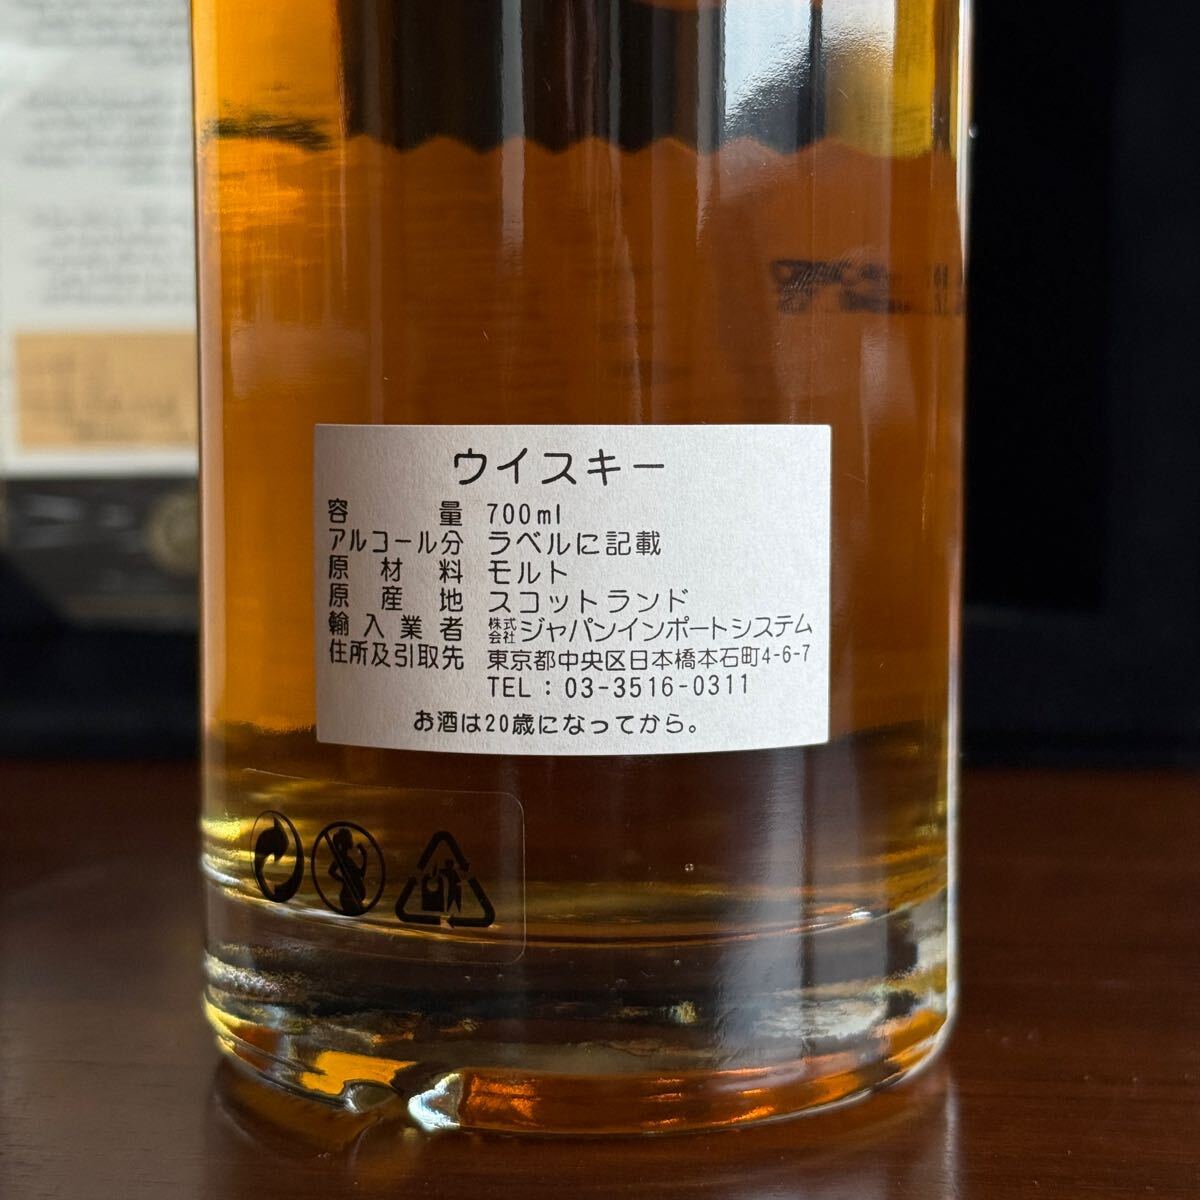 ウイスキー
容量 700ml
アルコール分 ラベルに記載
原材料 モルト
原産地 スコットランド
輸入業者 株式会社ジャパンインポートシステム
住所及引取先 東京都中央区日本橋本石町4-6-7
TEL：03-3516-0311
お酒は20歳になってから。